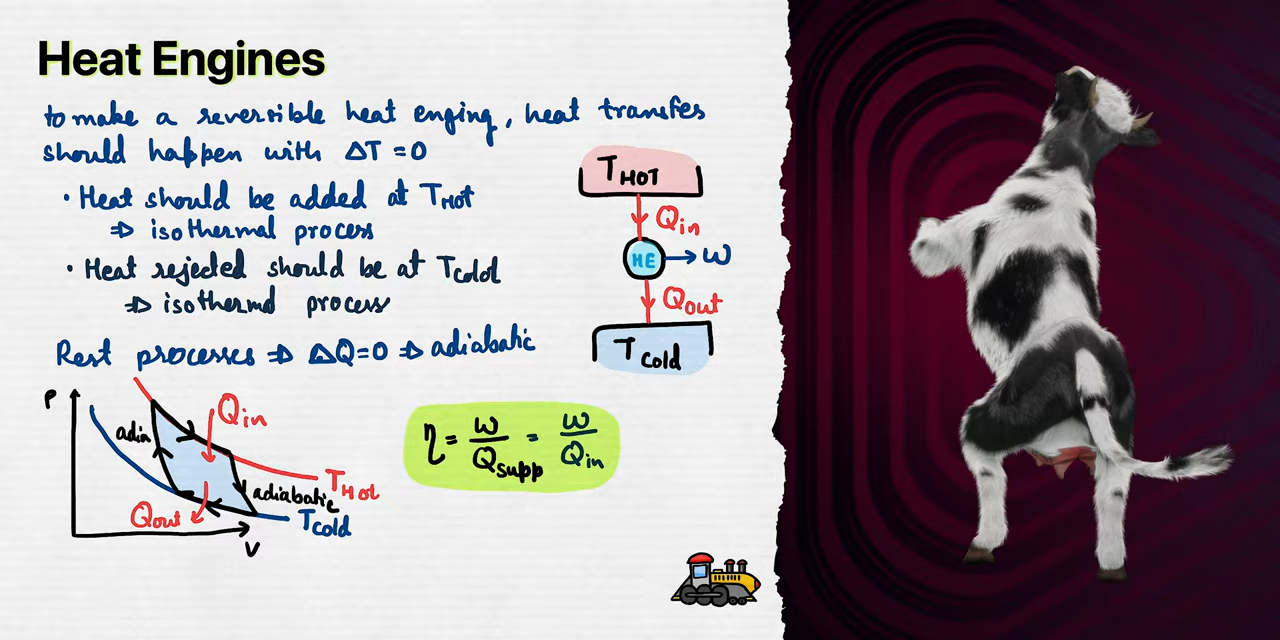 Heat Engines
to make a reversible heat enging, heat transfer
should happen with ΔT = 0
• Heat should be added at THOT
⇒ isothermal process
• Heat rejected should be at TCold
⇒ isothermal process
Rest processes ⇒ ΔQ=0 ⇒ adiabatic
THOT
Qin
HE → W
Qout
TCold
P
Qin
adia
THot
adiabatic
Qout
TCold
V
η = W/Qsupp = W/Qin